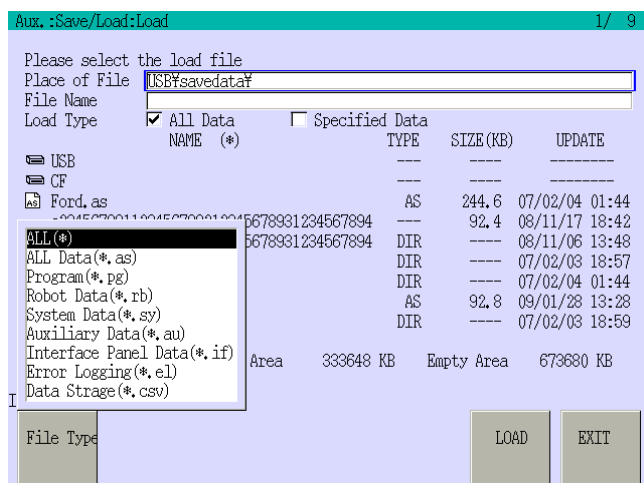 Aux.:Save/Load:Load 1/ 9
Please select the load file
Place of File USB¥savedata¥
File Name
Load Type All Data Specified Data
NAME (*) TYPE SIZE(KB) UPDATE
USB --- ---- --------
CF --- ---- --------
AS Ford.as AS 244.6 07/02/04 01:44
--- 92.4 08/11/17 18:42
5678931234567894 DIR ---- 08/11/06 13:48
DIR ---- 07/02/03 18:57
DIR ---- 07/02/04 01:44
AS 92.8 09/01/28 13:28
DIR ---- 07/02/03 18:59
Area 333648 KB Empty Area 673680 KB
ALL(*)
ALL Data(*.as)
Program(*.pg)
Robot Data(*.rb)
System Data(*.sy)
Auxiliary Data(*.au)
Interface Panel Data(*.if)
Error Logging(*.el)
Data Strage(*.csv)
File Type LOAD EXIT